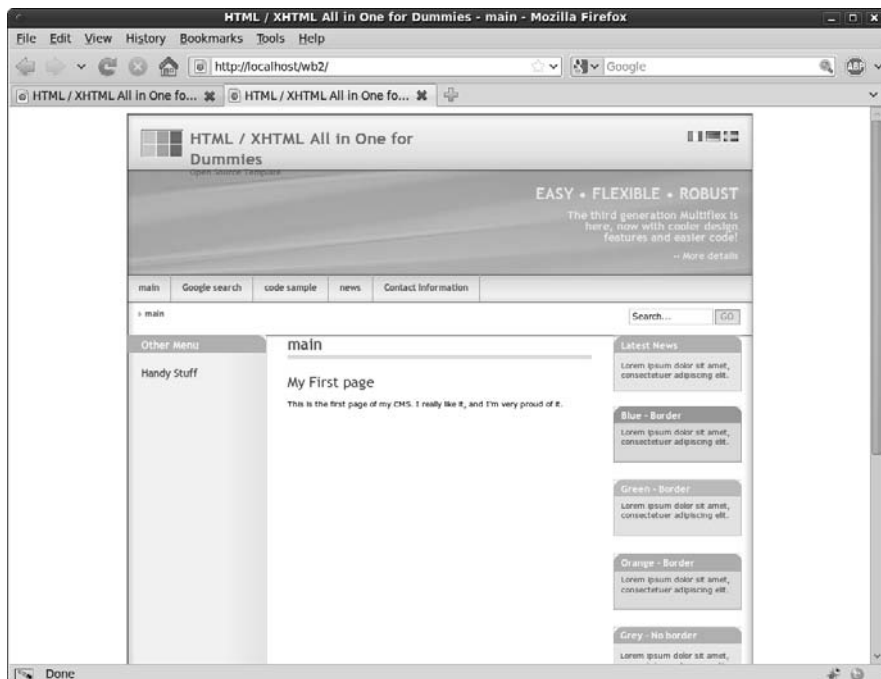 HTML / XHTML All in One for Dummies - main - Mozilla Firefox
File Edit View History Bookmarks Tools Help
http://localhost/wb2/
Google
ABP
HTML / XHTML All in One fo...
HTML / XHTML All in One fo...
HTML / XHTML All in One for
Dummies
Open Source Template
EASY • FLEXIBLE • ROBUST
The third generation Multiflex is
here, now with cooler design
features and easier code!
More details
main
Google search
code sample
news
Contact Information
main
Search...
GO
Other Menu
Handy Stuff
main
My First page
This is the first page of my CMS. I really like it, and I'm very proud of it.
Latest News
Lorem ipsum dolor sit amet,
consectetuer adipiscing elit.
Blue - Border
Lorem ipsum dolor sit amet,
consectetuer adipiscing elit.
Green - Border
Lorem ipsum dolor sit amet,
consectetuer adipiscing elit.
Orange - Border
Lorem ipsum dolor sit amet,
consectetuer adipiscing elit.
Grey - No border
Lorem ipsum dolor sit amet,
Done